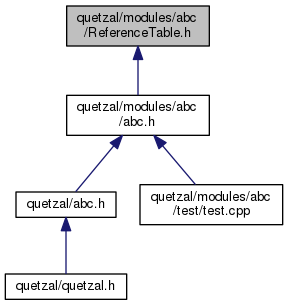 quetzal/modules/abc
/ReferenceTable.h
quetzal/modules/abc
/abc.h
quetzal/abc.h
quetzal/modules/abc
/test/test.cpp
quetzal/quetzal.h